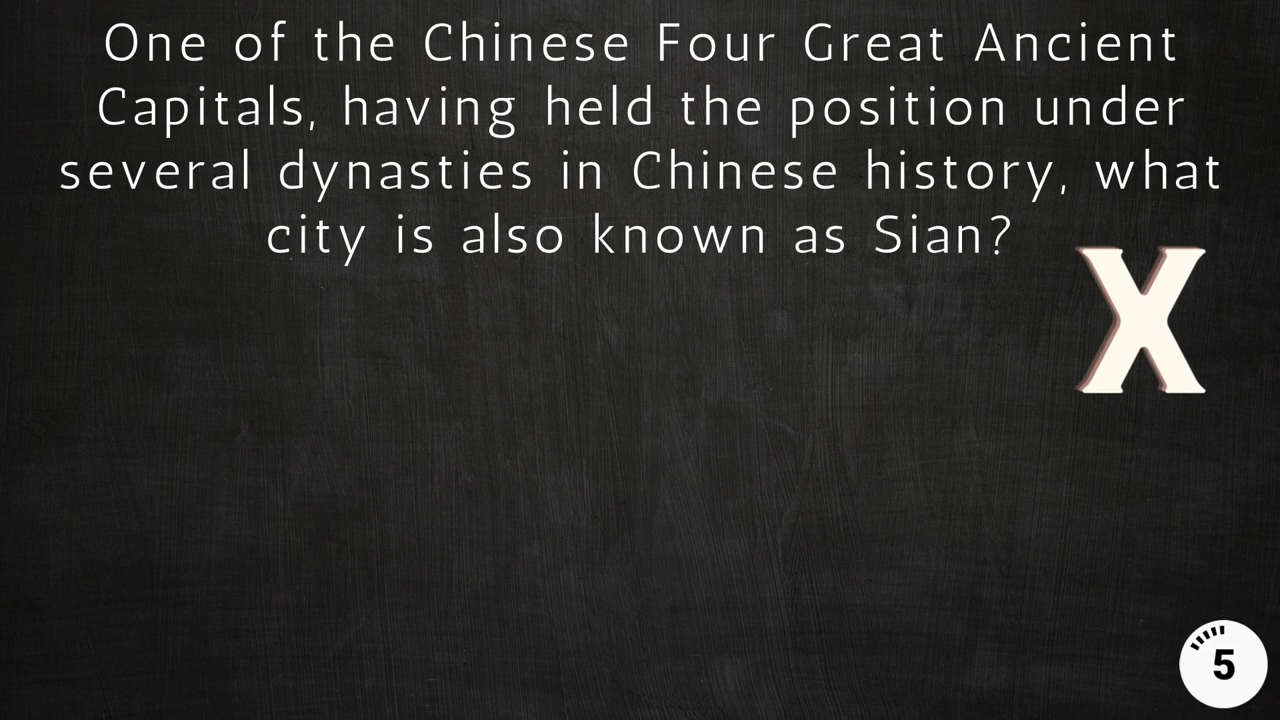 One of the Chinese Four Great Ancient
Capitals, having held the position under
several dynasties in Chinese history, what
city is also known as Sian?
X
5